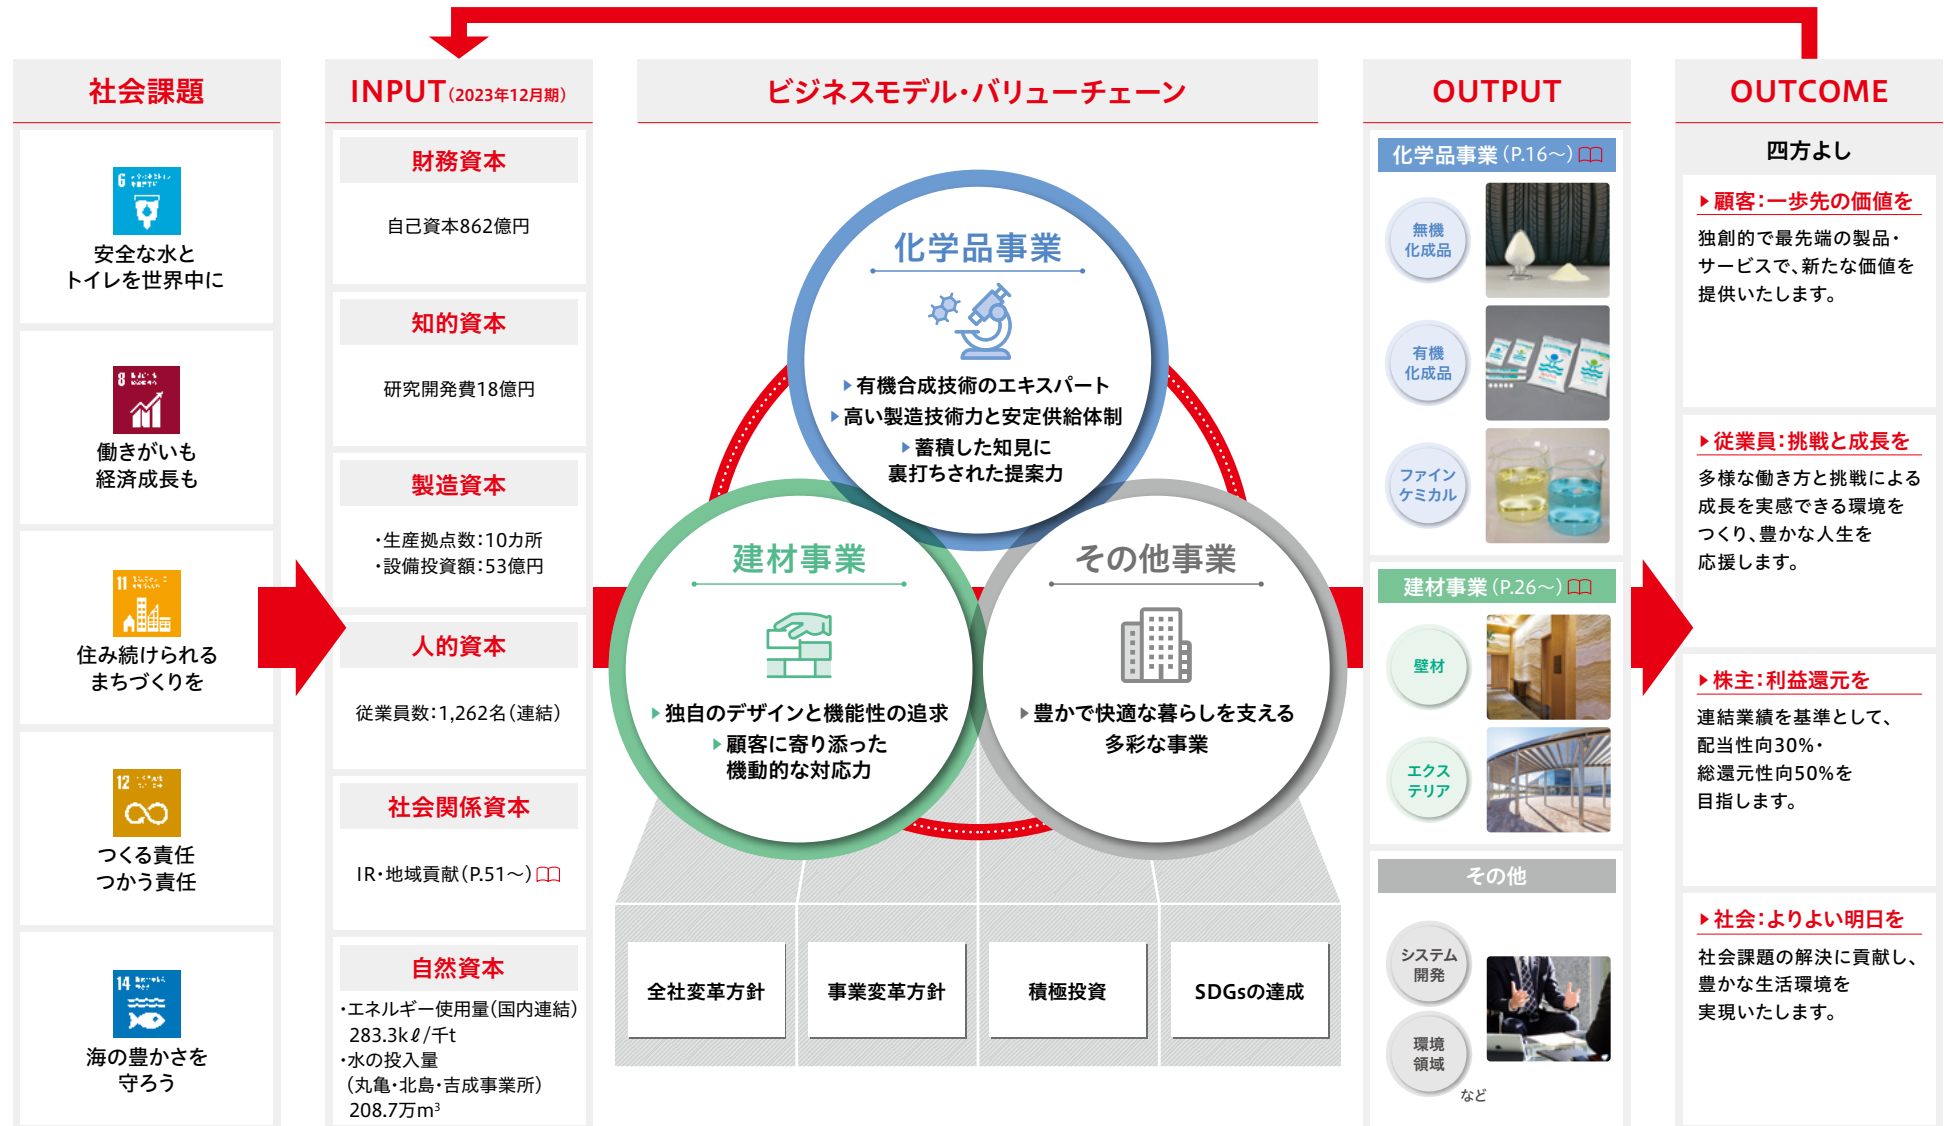 社会課題
6
安全な水と
トイレを世界中に
8
働きがいも
経済成長も
11
住み続けられる
まちづくりを
12
つくる責任
つかう責任
14
海の豊かさを
守ろう
INPUT(2023年12月期)
財務資本
自己資本862億円
知的資本
研究開発費18億円
製造資本
・生産拠点数：10カ所
・設備投資額：53億円
人的資本
従業員数：1,262名（連結）
社会関係資本
IR・地域貢献（P.51～）
自然資本
・エネルギー使用量（国内連結）
283.3kℓ/千t
・水の投入量
（丸亀・北島・吉成事業所）
208.7万m³
ビジネスモデル・バリューチェーン
化学品事業
有機合成技術のエキスパート
高い製造技術力と安定供給体制
蓄積した知見に
裏打ちされた提案力
建材事業
独自のデザインと機能性の追求
顧客に寄り添った
機動的な対応力
その他事業
豊かで快適な暮らしを支える
多彩な事業
全社変革方針
事業変革方針
積極投資
SDGsの達成
OUTPUT
化学品事業（P.16～）
無機
化成品
有機
化成品
ファイン
ケミカル
建材事業（P.26～）
壁材
エクス
テリア
その他
システム
開発
環境
領域
など
OUTCOME
四方よし
顧客：一歩先の価値を
独創的で最先端の製品・
サービスで、新たな価値を
提供いたします。
従業員：挑戦と成長を
多様な働き方と挑戦による
成長を実感できる環境を
つくり、豊かな人生を
応援します。
株主：利益還元を
連結業績を基準として、
配当性向30%・
総還元性向50%を
目指します。
社会：よりよい明日を
社会課題の解決に貢献し、
豊かな生活環境を
実現いたします。